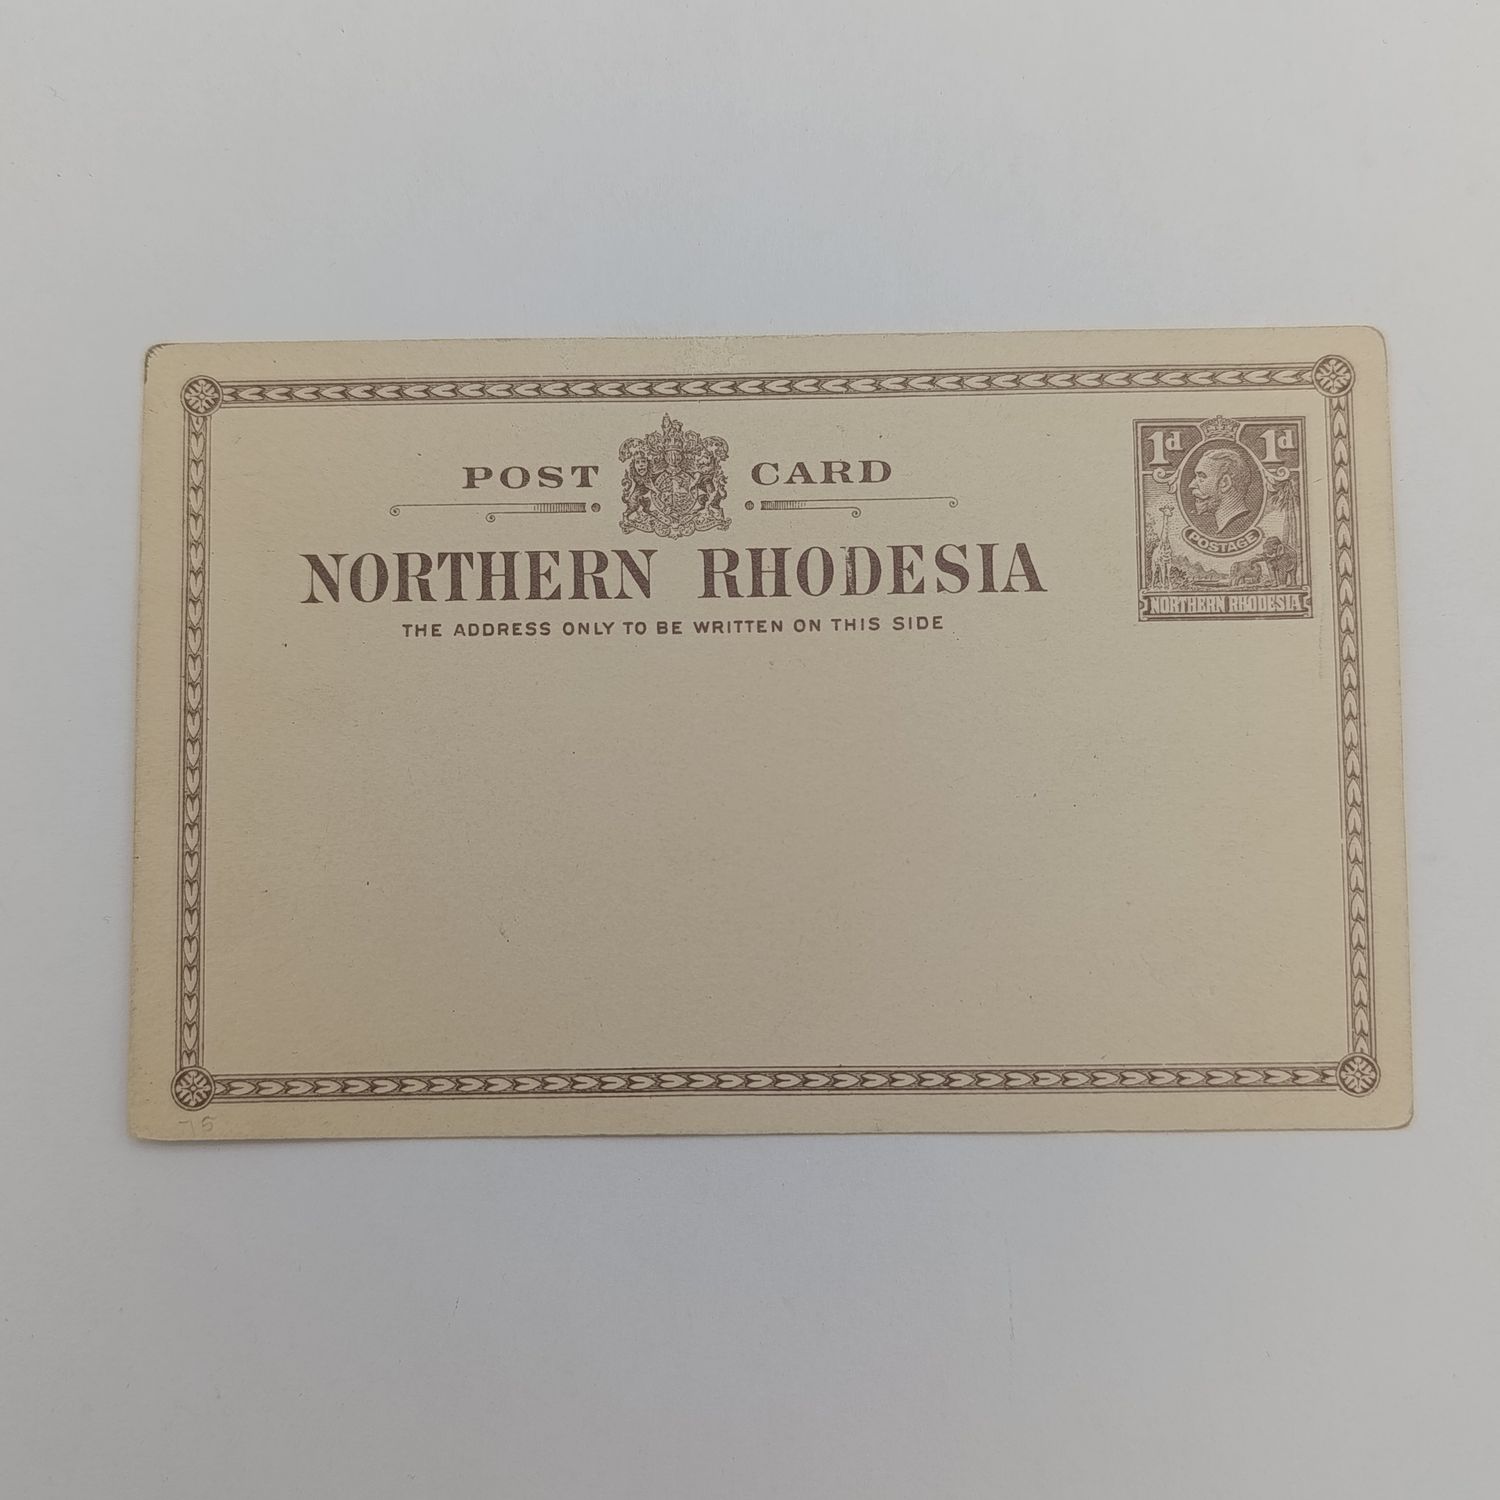 POST CARD
1d 1d
POSTAGE
NORTHERN RHODESIA
NORTHERN RHODESIA
THE ADDRESS ONLY TO BE WRITTEN ON THIS SIDE
75